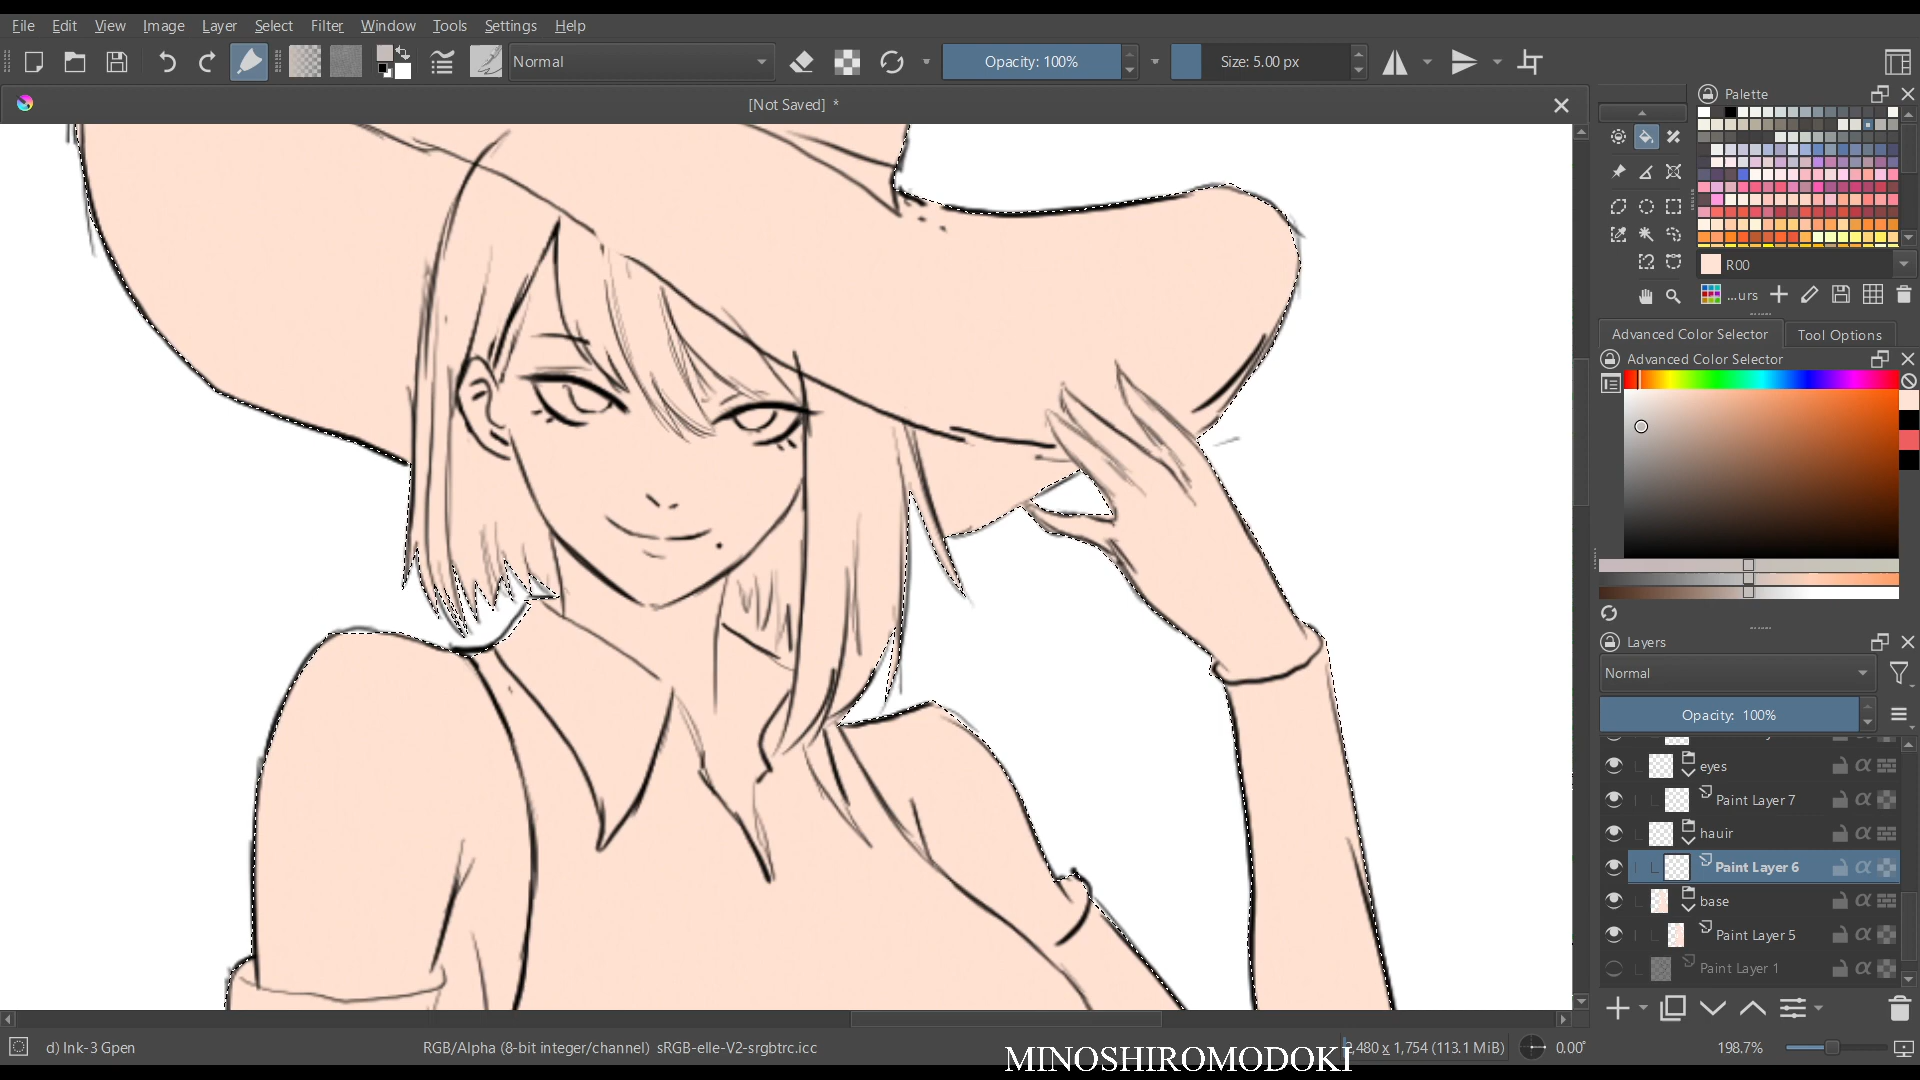 File Edit View Image Layer Select Filter Window Tools Settings Help
Normal
Opacity: 100%
Size: 5.00 px
[Not Saved] *
Palette
R00
...urs
Advanced Color Selector
Tool Options
Advanced Color Selector
Layers
Normal
Opacity: 100%
eyes
Paint Layer 7
hauir
Paint Layer 6
base
Paint Layer 5
Paint Layer 1
d) Ink-3 Gpen
RGB/Alpha (8-bit integer/channel) sRGB-elle-V2-srgbtrc.icc
MINOSHIROMODOKI
2,480 x 1,754 (113.1 MiB)
0.00°
198.7%